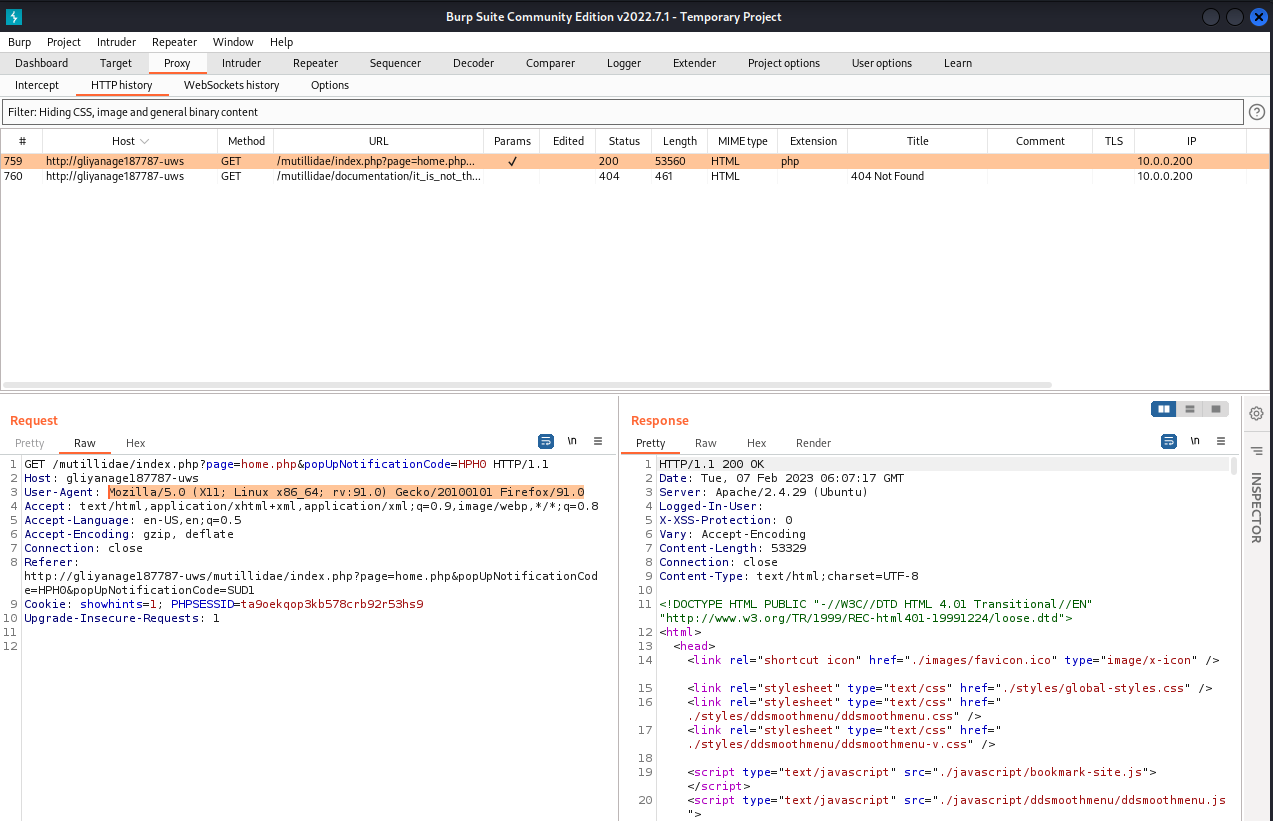 Burp Suite Community Edition v2022.7.1 - Temporary Project
Burp Project Intruder Repeater Window Help
Dashboard Target Proxy Intruder Repeater Sequencer Decoder Comparer Logger Extender Project options User options Learn
Intercept HTTP history WebSockets history Options
Filter: Hiding CSS, image and general binary content
# Host Method URL Params Edited Status Length MIME type Extension Title Comment TLS IP
759 http://gliyanage187787-uws GET /mutillidae/index.php?page=home.php... ✓ 200 53560 HTML php 10.0.0.200
760 http://gliyanage187787-uws GET /mutillidae/documentation/it_is_not_th... 404 461 HTML 404 Not Found 10.0.0.200
Request
Pretty Raw Hex \n
1 GET /mutillidae/index.php?page=home.php&popUpNotificationCode=HPH0 HTTP/1.1
2 Host: gliyanage187787-uws
3 User-Agent: Mozilla/5.0 (X11; Linux x86_64; rv:91.0) Gecko/20100101 Firefox/91.0
4 Accept: text/html,application/xhtml+xml,application/xml;q=0.9,image/webp,*/*;q=0.8
5 Accept-Language: en-US,en;q=0.5
6 Accept-Encoding: gzip, deflate
7 Connection: close
8 Referer:
http://gliyanage187787-uws/mutillidae/index.php?page=home.php&popUpNotificationCod
e=HPH0&popUpNotificationCode=SUD1
9 Cookie: showhints=1; PHPSESSID=ta9oekqop3kb578crb92r53hs9
10 Upgrade-Insecure-Requests: 1
11
12
Response
Pretty Raw Hex Render \n
1 HTTP/1.1 200 OK
2 Date: Tue, 07 Feb 2023 06:07:17 GMT
3 Server: Apache/2.4.29 (Ubuntu)
4 Logged-In-User:
5 X-XSS-Protection: 0
6 Vary: Accept-Encoding
7 Content-Length: 53329
8 Connection: close
9 Content-Type: text/html;charset=UTF-8
10
11 <!DOCTYPE HTML PUBLIC "-//W3C//DTD HTML 4.01 Transitional//EN"
"http://www.w3.org/TR/1999/REC-html401-19991224/loose.dtd">
12 <html>
13 <head>
14 <link rel="shortcut icon" href="./images/favicon.ico" type="image/x-icon" />
15 <link rel="stylesheet" type="text/css" href="./styles/global-styles.css" />
16 <link rel="stylesheet" type="text/css" href="
./styles/ddsmoothmenu/ddsmoothmenu.css" />
17 <link rel="stylesheet" type="text/css" href="
./styles/ddsmoothmenu/ddsmoothmenu-v.css" />
18
19 <script type="text/javascript" src="./javascript/bookmark-site.js">
</script>
20 <script type="text/javascript" src="./javascript/ddsmoothmenu/ddsmoothmenu.js
">
INSPECTOR